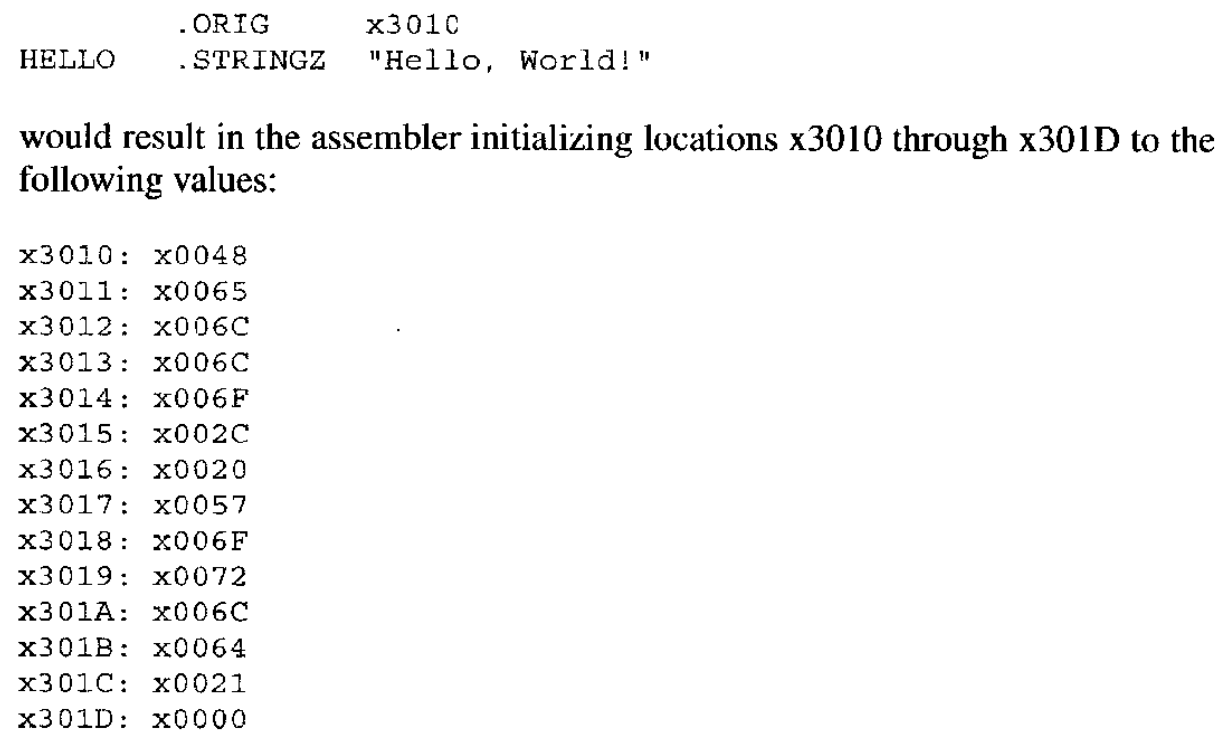 .ORIG x3010
HELLO .STRINGZ "Hello, World!"
would result in the assembler initializing locations x3010 through x301D to the
following values:
x3010: x0048
x3011: x0065
x3012: x006C
x3013: x006C
x3014: x006F
x3015: x002C
x3016: x0020
x3017: x0057
x3018: x006F
x3019: x0072
x301A: x006C
x301B: x0064
x301C: x0021
x301D: x0000